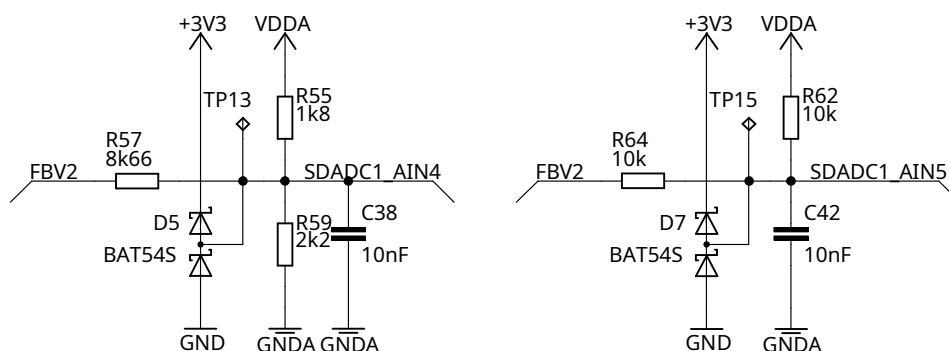 +3V3
VDDA
TP13
R55
1k8
R57
8k66
FBV2
SDADC1_AIN4
D5
BAT54S
R59
2k2
C38
10nF
GND
GNDA
GNDA
+3V3
VDDA
TP15
R62
10k
R64
10k
FBV2
SDADC1_AIN5
D7
BAT54S
C42
10nF
GND
GNDA